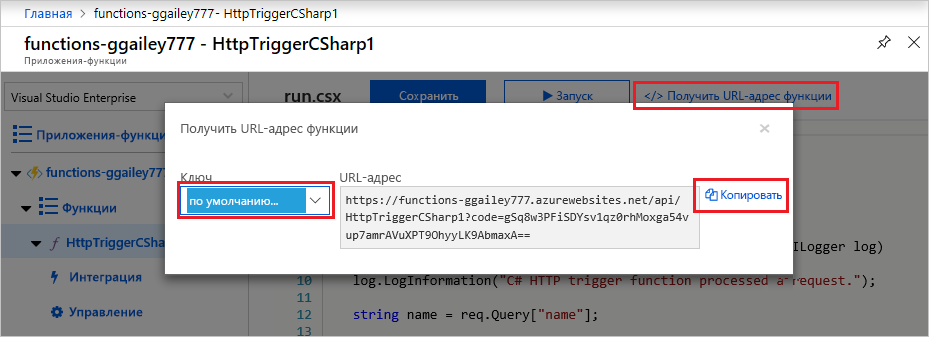 Главная > functions-ggailey777 - HttpTriggerCSharp1
functions-ggailey777 - HttpTriggerCSharp1
Приложения-функции
Visual Studio Enterprise
run.csx
Сохранить
Запуск
</> Получить URL-адрес функции
Приложения-функции
functions-ggailey777
Функции
HttpTriggerCSha
Интеграция
Управление
Получить URL-адрес функции
Ключ
по умолчанию...
URL-адрес
https://functions-ggailey777.azurewebsites.net/api/
HttpTriggerCSharp1?code=gSq8w3PFiSDYsv1qz0rhMoxga54v
up7amrAVuXPT9OhyyLK9AbmaxA==
Копировать
ILogger log)
10 log.LogInformation("C# HTTP trigger function processed a request.");
11
12 string name = req.Query["name"];
13